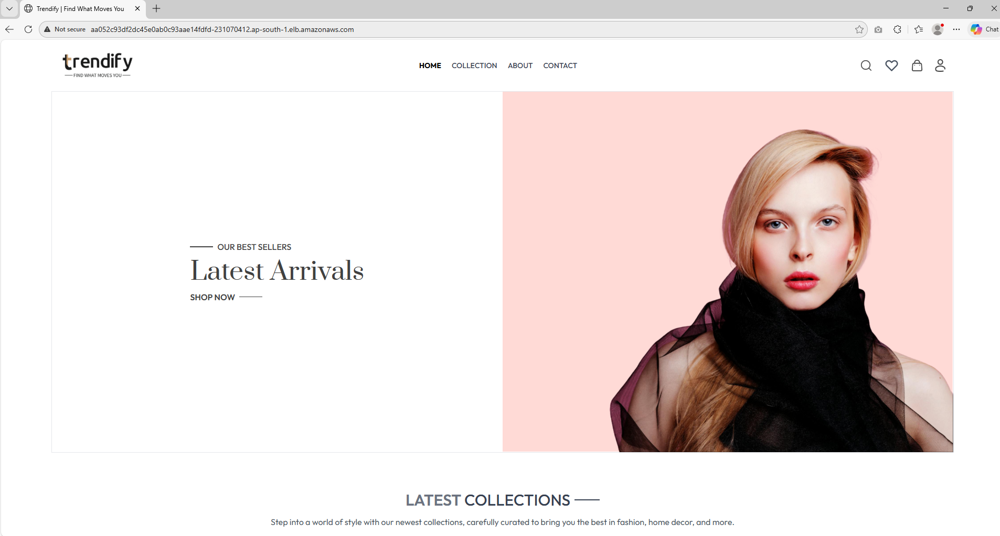 Trendify | Find What Moves You
Not secure aa052c93df2dc45e0ab0c93aae14fdfd-231070412.ap-south-1.elb.amazonaws.com
Chat
trendify
FIND WHAT MOVES YOU
HOME COLLECTION ABOUT CONTACT
OUR BEST SELLERS
Latest Arrivals
SHOP NOW
LATEST COLLECTIONS
Step into a world of style with our newest collections, carefully curated to bring you the best in fashion, home decor, and more.